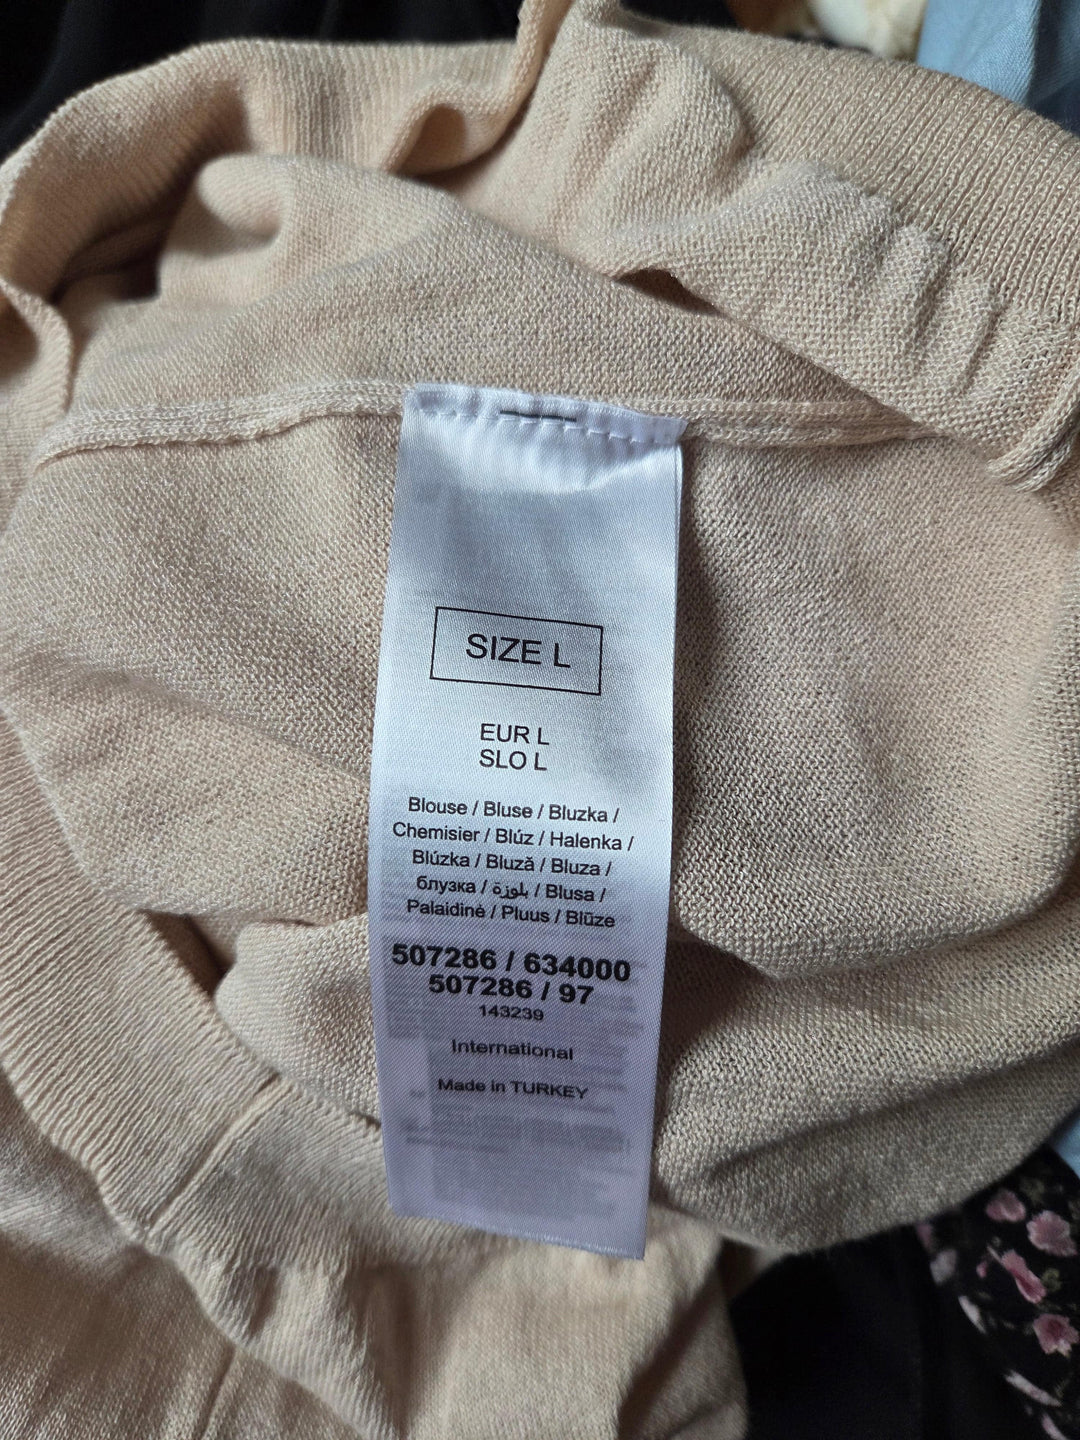 SIZE L
EUR L
SLO L
Blouse / Bluse / Bluzka /
Chemisier / Blúz / Halenka /
Blúzka / Bluză / Bluza /
блузка / بلوزة / Blusa /
Palaidinė / Pluus / Blūze
507286 / 634000
507286 / 97
143239
International
Made in TURKEY